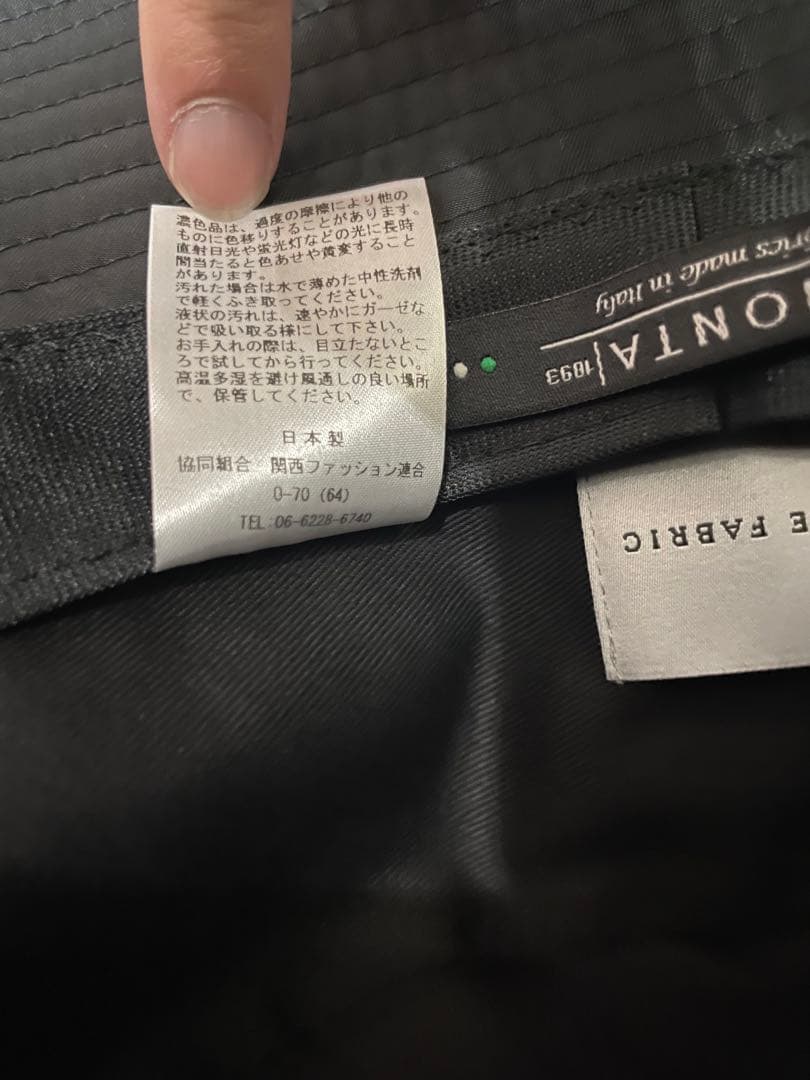 濃色品は、過度の摩擦により他の
ものに色移りすることがあります。
直射日光や蛍光灯などの光に長時
間当たると色あせや黄変すること
があります。
汚れた場合は水で薄めた中性洗剤
で軽くふき取ってください。
液状の汚れは、速やかにガーゼな
どで吸い取る様にして下さい。
お手入れの際は、目立たないとこ
ろで試してから行ってください。
高温多湿を避け風通しの良い場所
で、保管してください。
日本製
協同組合 関西ファッション連合
0-70 (64)
TEL:06-6228-6740
made in Italy
1893
FABRIC